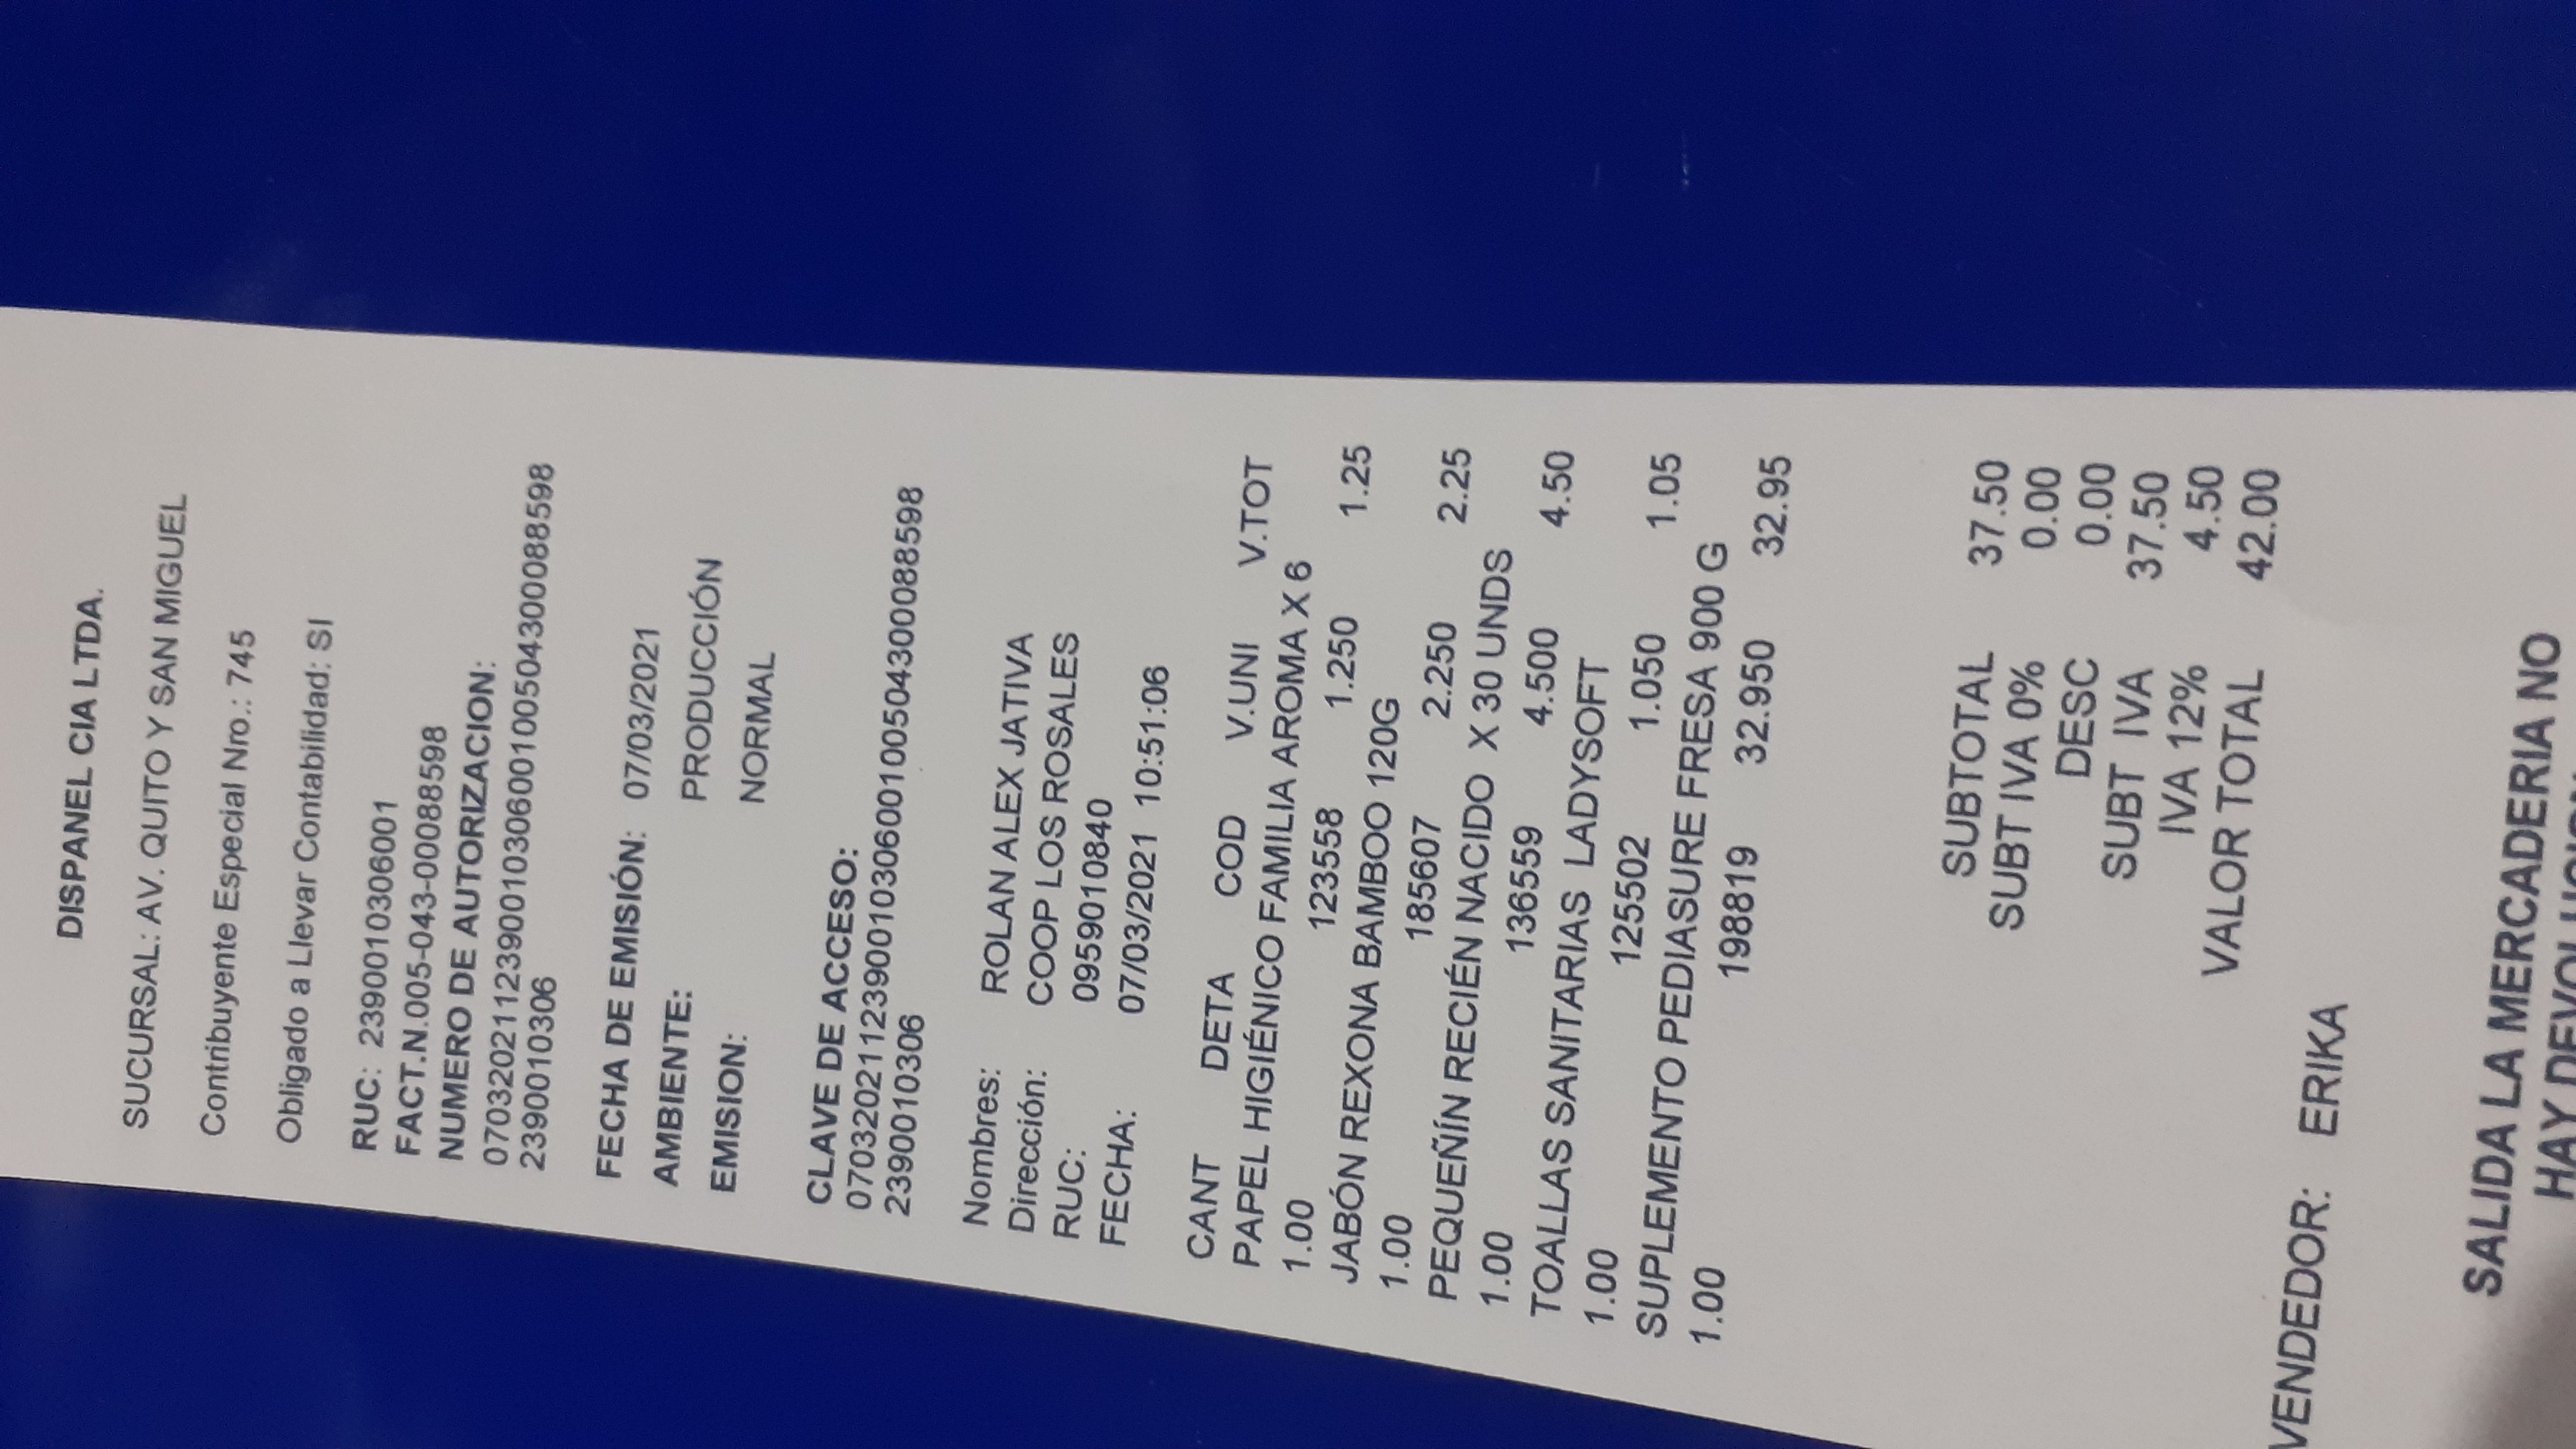 DISPANEL CIA LTDA.
SUCURSAL: AV. QUITO Y SAN MIGUEL
Contribuyente Especial Nro.: 745
Obligado a Llevar Contabilidad: SI
RUC: 2390010306001
FACT.N.005-043-00088598
NUMERO DE AUTORIZACION:
070320211239001030600100504300088598
2390010306
FECHA DE EMISIÓN: 07/03/2021
AMBIENTE: PRODUCCIÓN
EMISION: NORMAL
CLAVE DE ACCESO:
070320211239001030600100504300088598
2390010306
Nombres: ROLAN ALEX JATIVA
Dirección: COOP LOS ROSALES
RUC: 0959010840
FECHA: 07/03/2021 10:51:06
CANT DETA COD V.UNI V.TOT
PAPEL HIGIÉNICO FAMILIA AROMA X 6
1.00 123558 1.250 1.25
JABÓN REXONA BAMBOO 120G
1.00 185607 2.250 2.25
PEQUEÑÍN RECIÉN NACIDO X 30 UNDS
1.00 136559 4.500 4.50
TOALLAS SANITARIAS LADYSOFT
1.00 125502 1.050 1.05
SUPLEMENTO PEDIASURE FRESA 900 G
1.00 198819 32.950 32.95
SUBTOTAL 37.50
SUBT IVA 0% 0.00
DESC 0.00
SUBT IVA 37.50
IVA 12% 4.50
VALOR TOTAL 42.00
VENDEDOR: ERIKA
SALIDA LA MERCADERIA NO
HAY DEVOLUCION